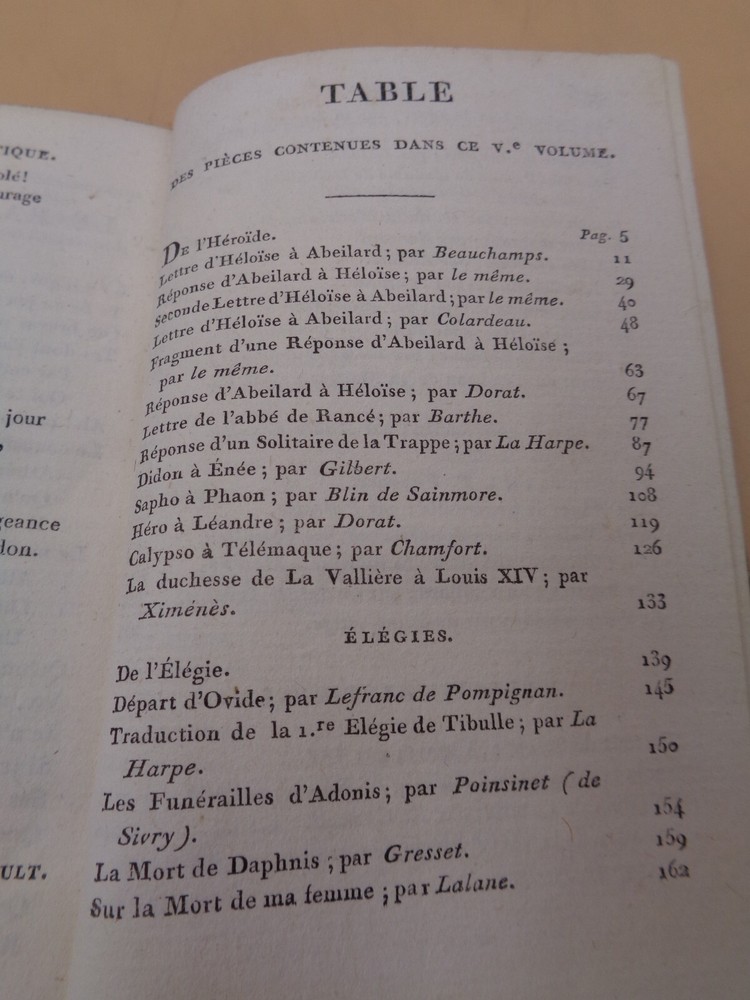 TIQUE.
olé!
urage
jour
geance
don.
ULT.
TABLE
DES PIÈCES CONTENUES DANS CE V.e VOLUME.
De l'Héroïde. Pag. 5
Lettre d'Héloïse à Abeilard; par Beauchamps. 11
Réponse d'Abeilard à Héloïse; par le même. 29
Seconde Lettre d'Héloïse à Abeilard; par le même. 40
Lettre d'Héloïse à Abeilard; par Colardeau. 48
Fragment d'une Réponse d'Abeilard à Héloïse;
par le même. 63
Réponse d'Abeilard à Héloïse; par Dorat. 67
Lettre de l'abbé de Rancé; par Barthe. 77
Réponse d'un Solitaire de la Trappe; par La Harpe. 87
Didon à Énée; par Gilbert. 94
Sapho à Phaon; par Blin de Sainmore. 108
Héro à Léandre; par Dorat. 119
Calypso à Télémaque; par Chamfort. 126
La duchesse de La Vallière à Louis XIV; par
Ximénès. 133
ÉLÉGIES.
De l'Élégie. 139
Départ d'Ovide; par Lefranc de Pompignan. 145
Traduction de la 1.re Elégie de Tibulle; par La
Harpe. 150
Les Funérailles d'Adonis; par Poinsinet (de
Sivry). 154
La Mort de Daphnis; par Gresset. 159
Sur la Mort de ma femme; par Lalane. 162